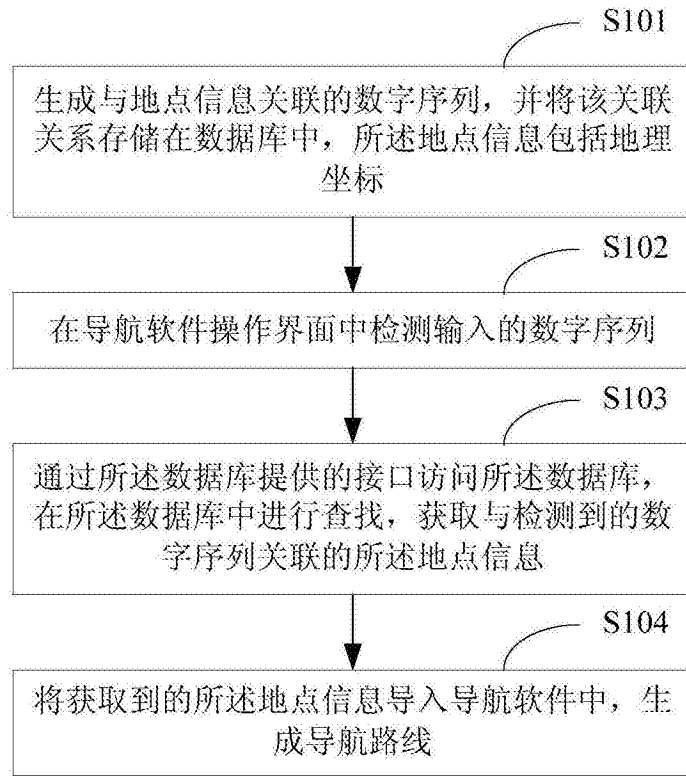 S101
生成与地点信息关联的数字序列，并将该关联
关系存储在数据库中，所述地点信息包括地理
坐标
S102
在导航软件操作界面中检测输入的数字序列
S103
通过所述数据库提供的接口访问所述数据库，
在所述数据库中进行查找，获取与检测到的数
字序列关联的所述地点信息
S104
将获取到的所述地点信息导入导航软件中，生
成导航路线